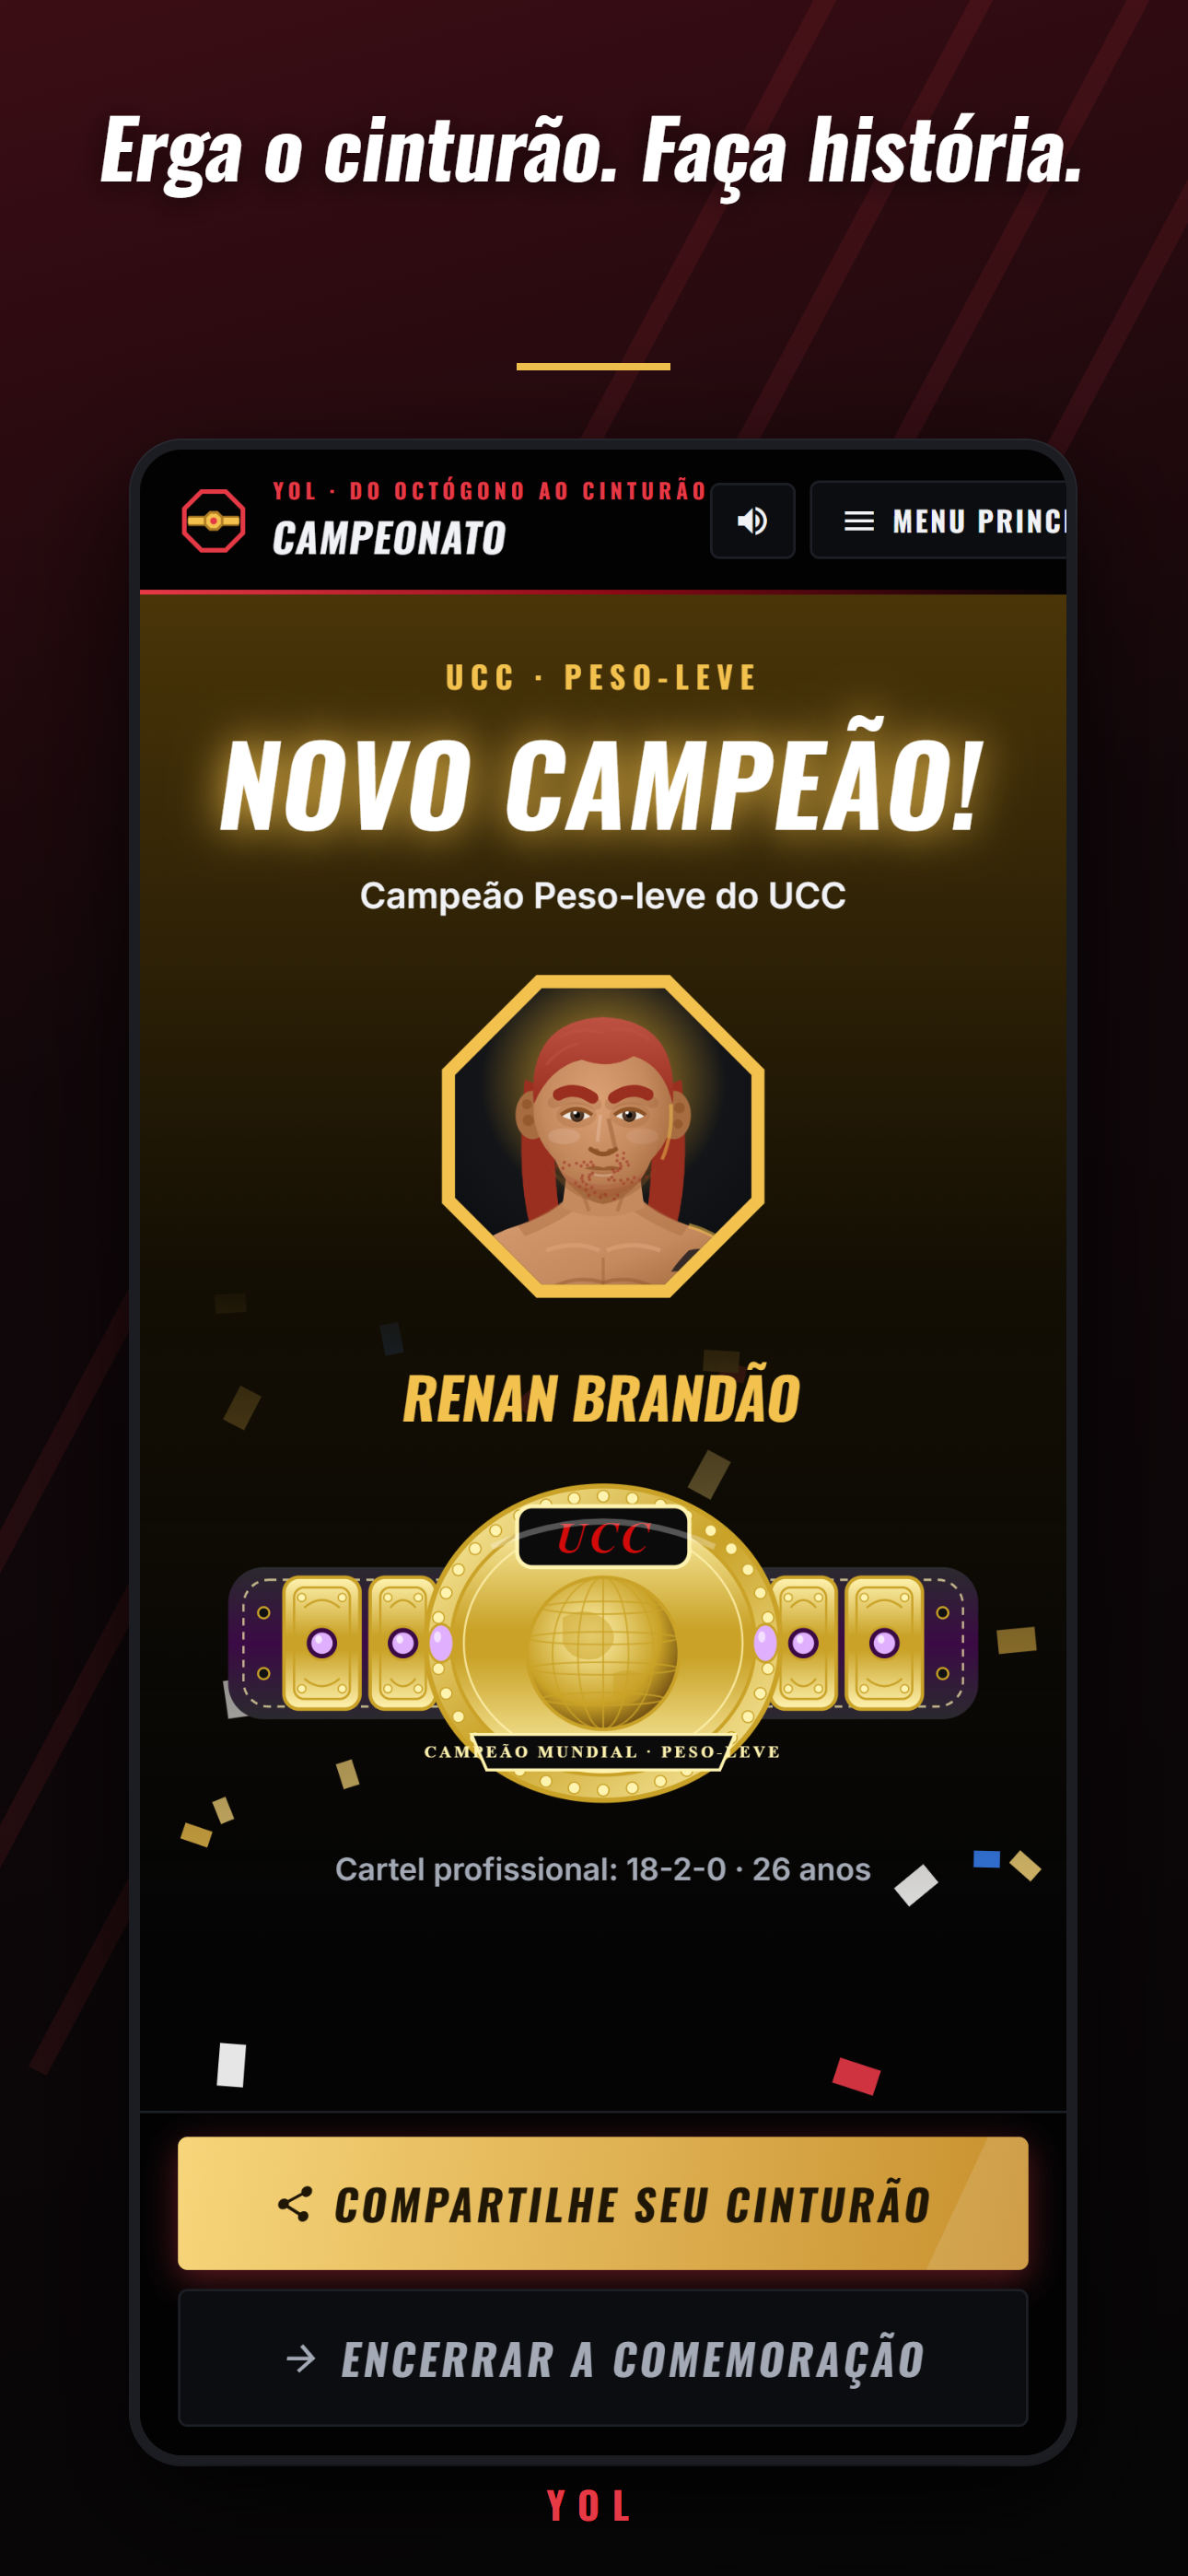 Erga o cinturão. Faça história.
YOL · DO OCTÓGONO AO CINTURÃO
CAMPEONATO
MENU PRINCI
UCC · PESO-LEVE
NOVO CAMPEÃO!
Campeão Peso-leve do UCC
RENAN BRANDÃO
UCC
CAMPEÃO MUNDIAL · PESO-LEVE
Cartel profissional: 18-2-0 · 26 anos
COMPARTILHE SEU CINTURÃO
ENCERRAR A COMEMORAÇÃO
YOL